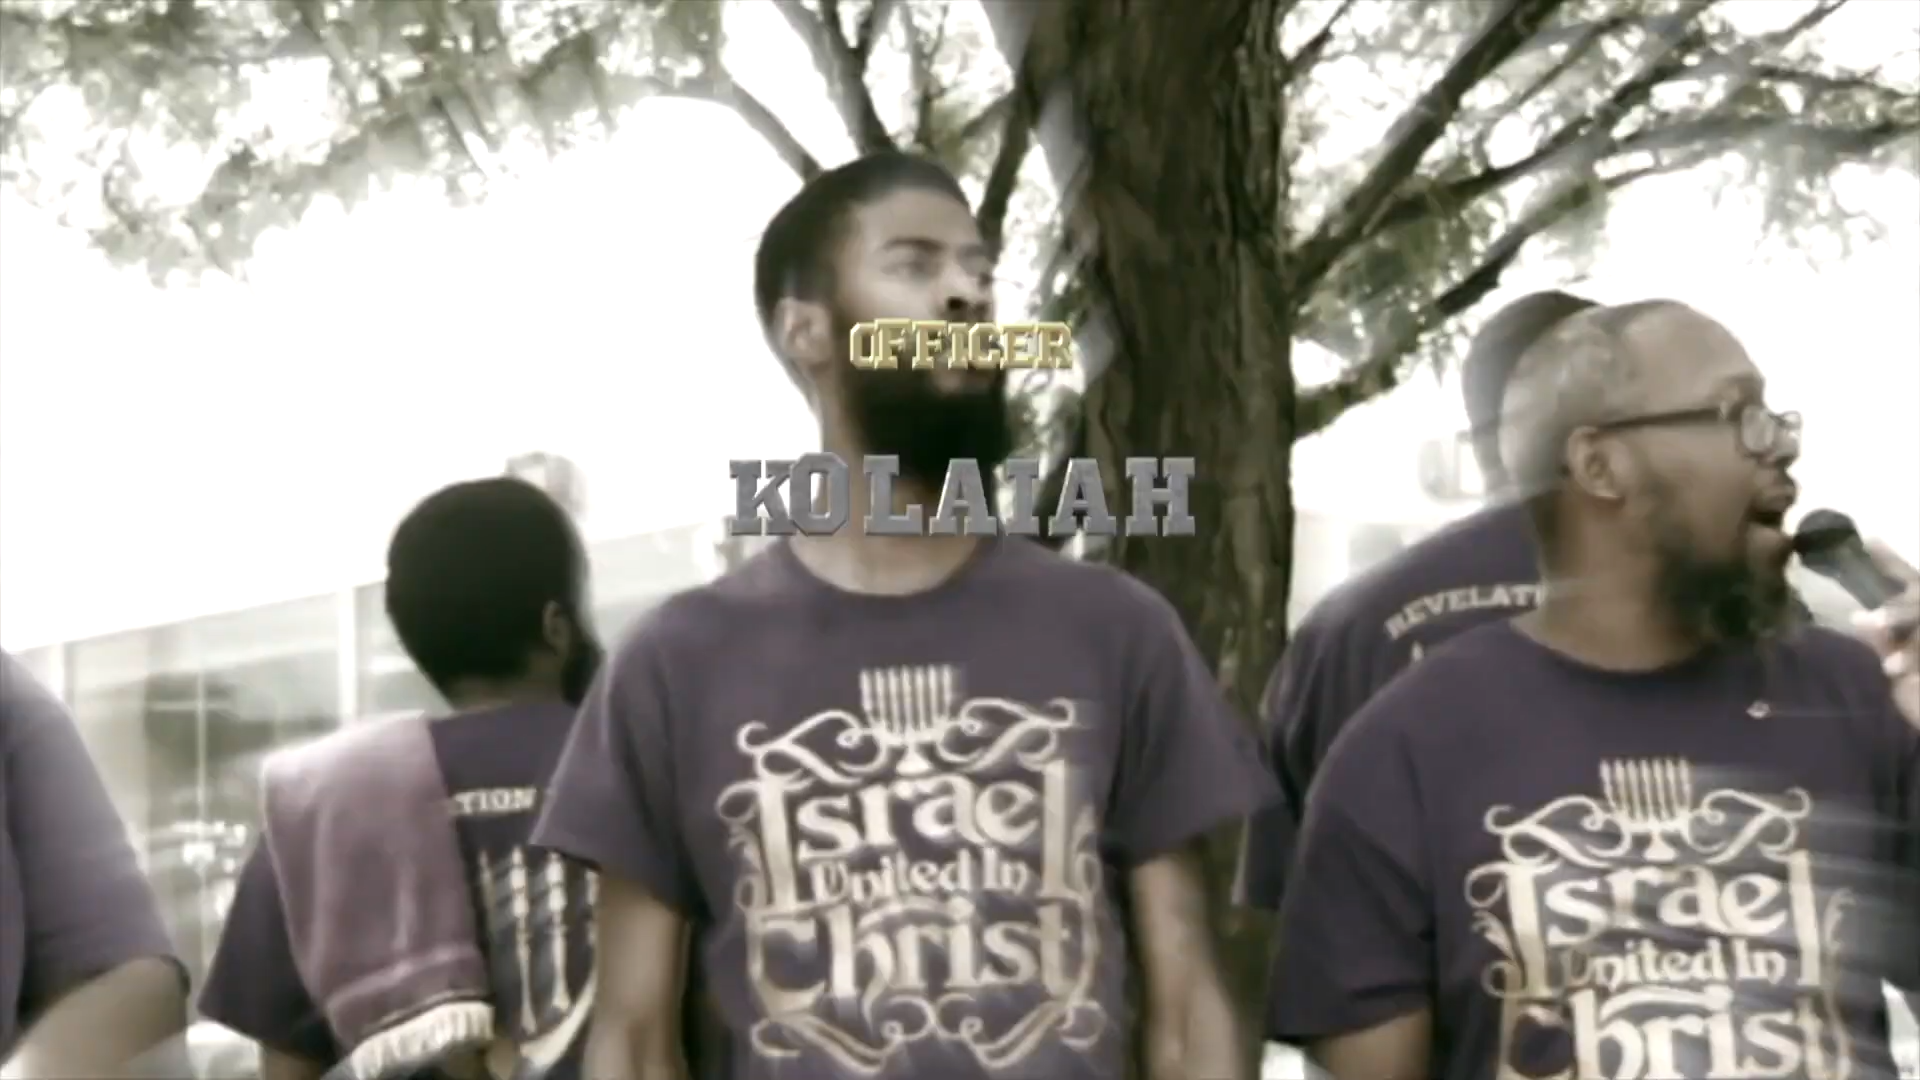 OFFICER
KOLAIAH
REVELATI
TION
Israel
United In
Christ
Israel
United In
Christ